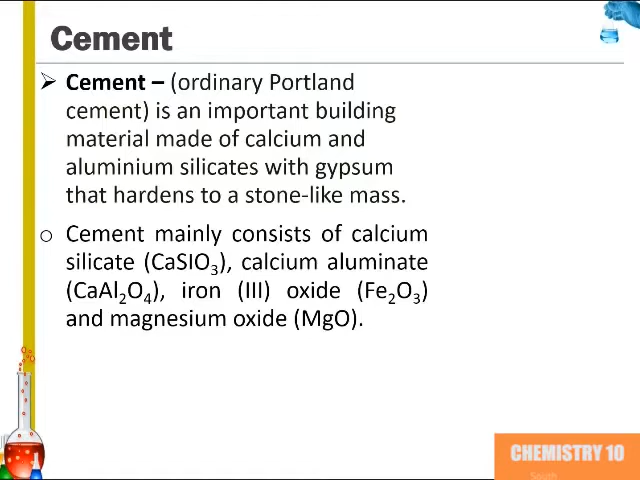 Cement
➢ Cement – (ordinary Portland
cement) is an important building
material made of calcium and
aluminium silicates with gypsum
that hardens to a stone-like mass.
o Cement mainly consists of calcium
silicate (CaSIO₃), calcium aluminate
(CaAl₂O₄), iron (III) oxide (Fe₂O₃)
and magnesium oxide (MgO).
CHEMISTRY 10
South